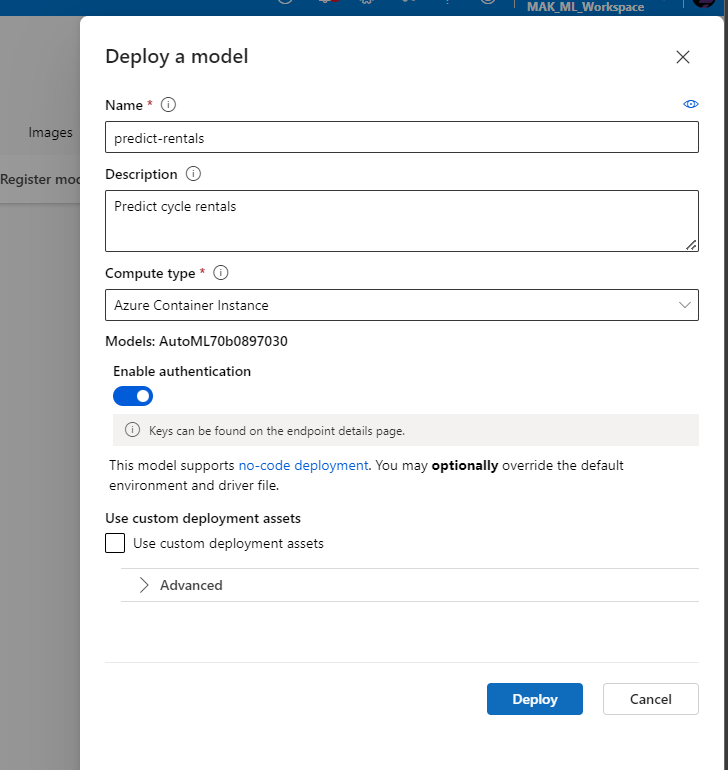 MAK_ML_Workspace
Deploy a model
Images
Name *
predict-rentals
Register
Description
Predict cycle rentals
Compute type *
Azure Container Instance
Models: AutoML70b0897030
Enable authentication
Keys can be found on the endpoint details page.
This model supports no-code deployment. You may optionally override the default
environment and driver file.
Use custom deployment assets
Use custom deployment assets
Advanced
Deploy
Cancel